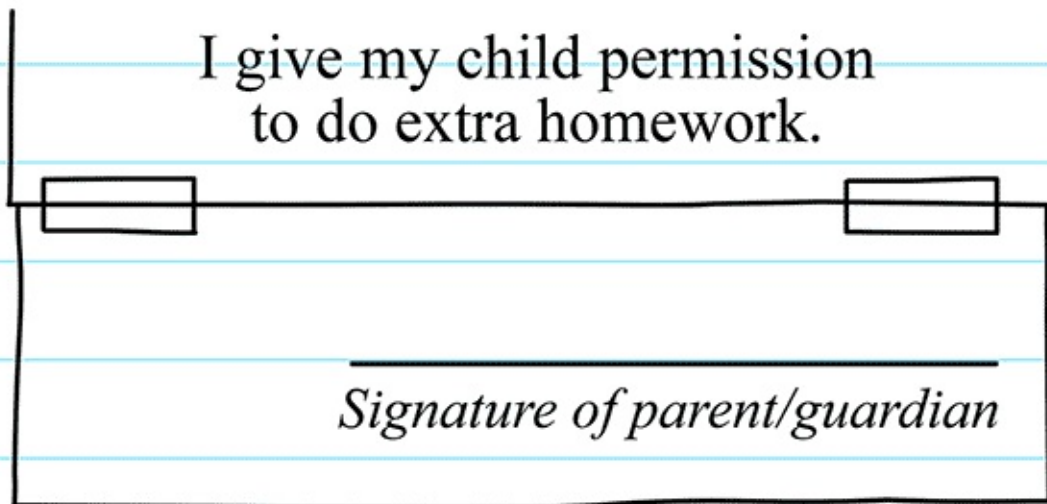 I give my child permission
to do extra homework.
Signature of parent/guardian